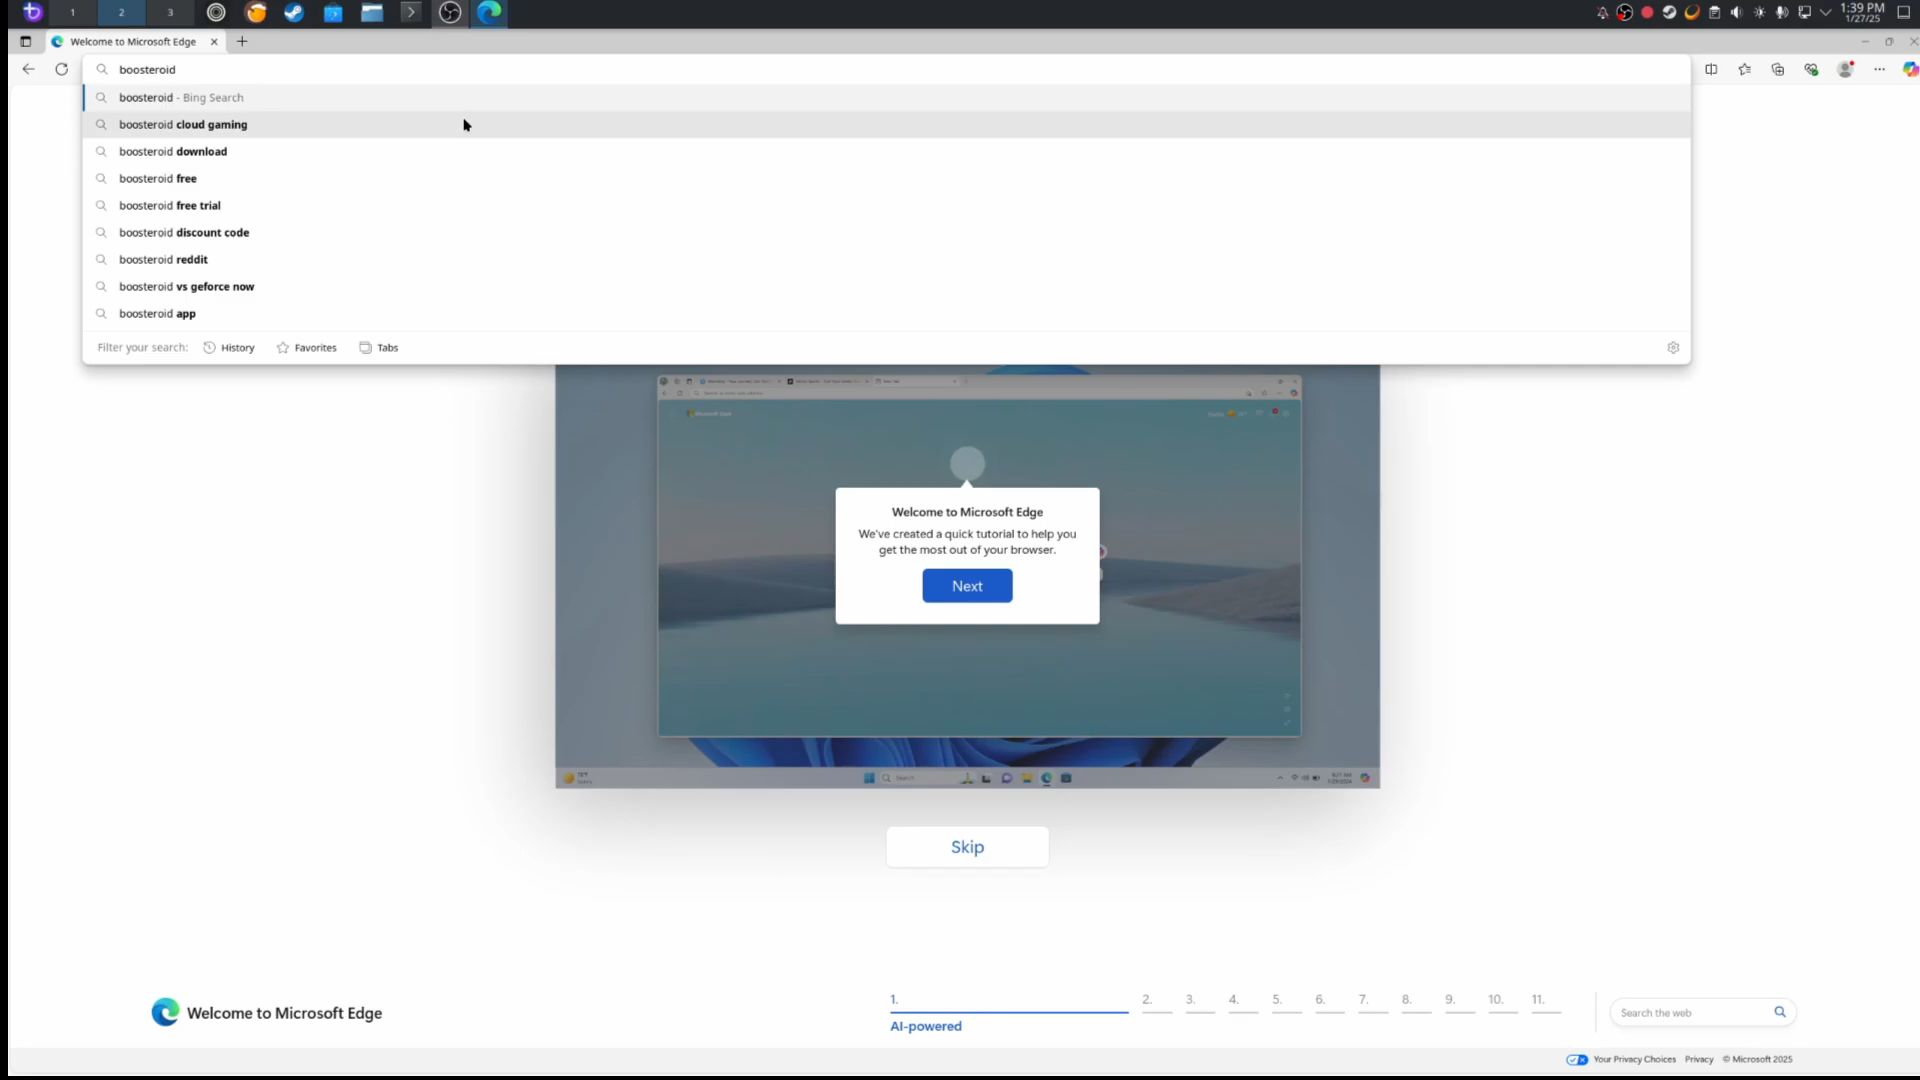 1
2
3
1:39 PM
1/27/25
Welcome to Microsoft Edge
boosteroid
boosteroid - Bing Search
boosteroid cloud gaming
boosteroid download
boosteroid free
boosteroid free trial
boosteroid discount code
boosteroid reddit
boosteroid vs geforce now
boosteroid app
Filter your search:
History
Favorites
Tabs
Welcome to Microsoft Edge
We've created a quick tutorial to help you
get the most out of your browser.
Next
Search
Skip
Welcome to Microsoft Edge
1.
2.
3.
4.
5.
6.
7.
8.
9.
10.
11.
AI-powered
Search the web
Your Privacy Choices
Privacy
© Microsoft 2025